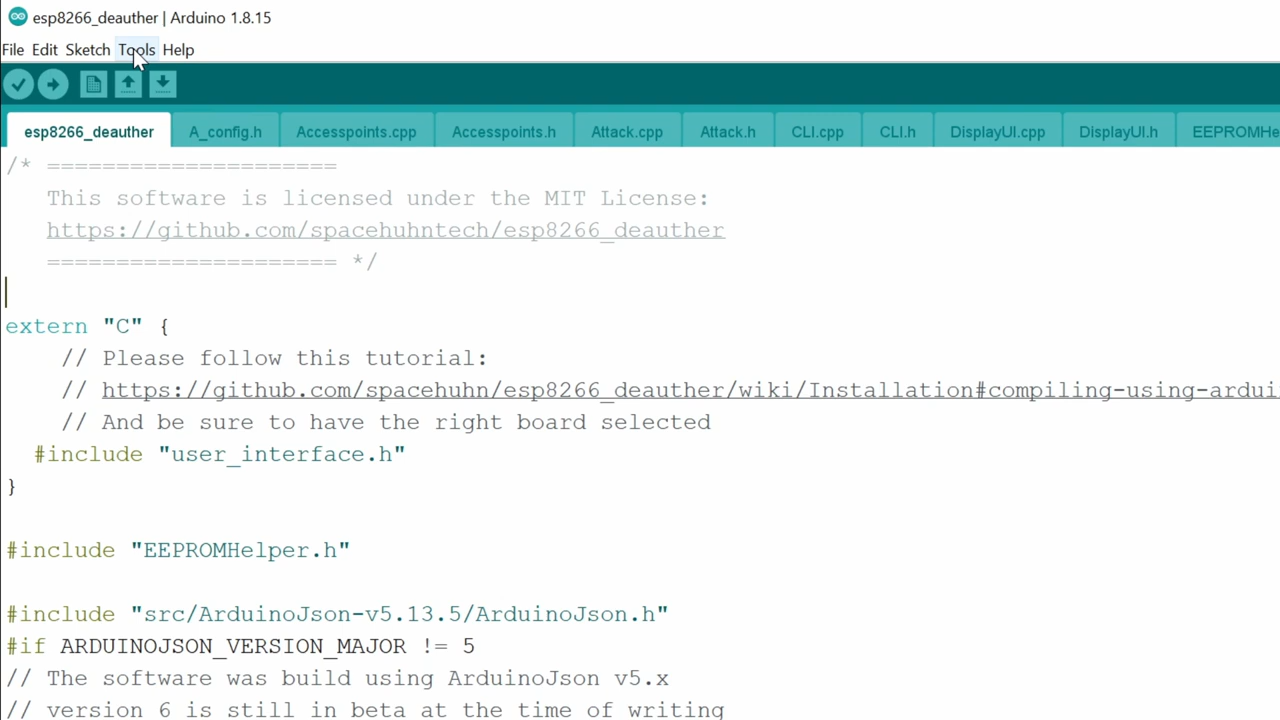 esp8266_deauther | Arduino 1.8.15
File Edit Sketch Tools Help
esp8266_deauther A_config.h Accesspoints.cpp Accesspoints.h Attack.cpp Attack.h CLI.cpp CLI.h DisplayUI.cpp DisplayUI.h EEPROMHe
/* =====================
This software is licensed under the MIT License:
https://github.com/spacehuhntech/esp8266_deauther
===================== */
extern "C" {
// Please follow this tutorial:
// https://github.com/spacehuhn/esp8266_deauther/wiki/Installation#compiling-using-ardui
// And be sure to have the right board selected
#include "user_interface.h"
}
#include "EEPROMHelper.h"
#include "src/ArduinoJson-v5.13.5/ArduinoJson.h"
#if ARDUINOJSON_VERSION_MAJOR != 5
// The software was build using ArduinoJson v5.x
// version 6 is still in beta at the time of writing